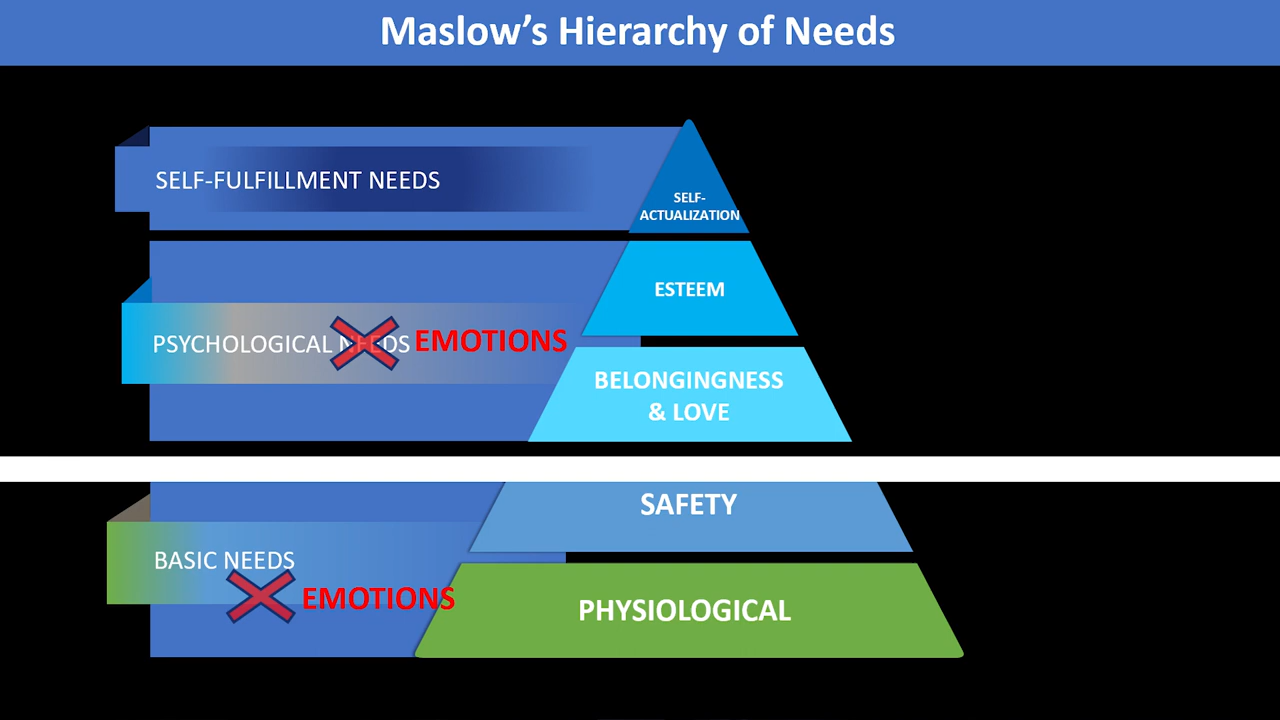 Maslow's Hierarchy of Needs
SELF-FULFILLMENT NEEDS
SELF-
ACTUALIZATION
ESTEEM
PSYCHOLOGICAL NEEDS EMOTIONS
BELONGINGNESS
& LOVE
SAFETY
BASIC NEEDS
EMOTIONS
PHYSIOLOGICAL